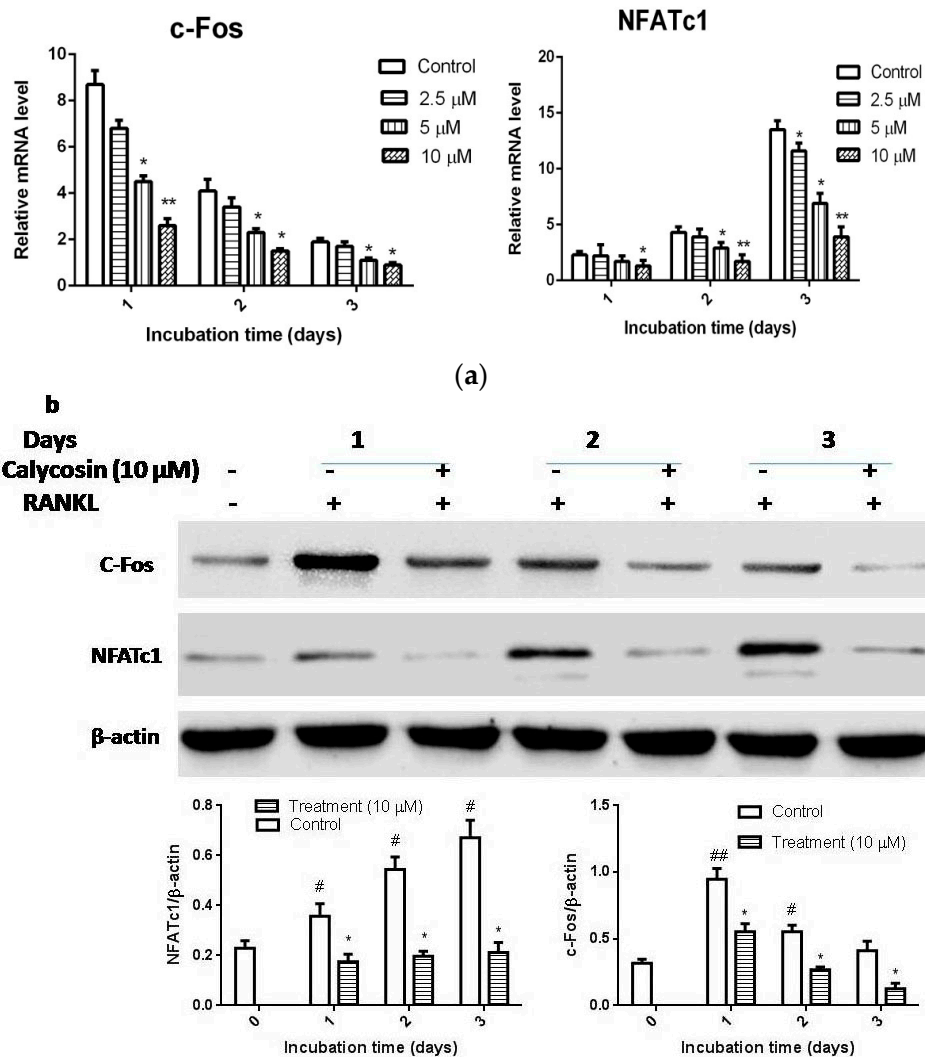 c-Fos
Relative mRNA level
10
8
6
4
2
0
Control
2.5 µM
5 µM
10 µM
*
**
*
*
*
*
1 2 3
Incubation time (days)
NFATc1
Relative mRNA level
20
15
10
5
0
Control
2.5 µM
5 µM
10 µM
*
*
**
*
*
**
1 2 3
Incubation time (days)
(a)
b
Days 1 2 3
Calycosin (10 µM) - - + - + - +
RANKL - + + + + + +
C-Fos
NFATc1
β-actin
NFATc1/β-actin
0.8
0.6
0.4
0.2
0.0
Treatment (10 µM)
Control
#
*
#
*
#
*
0 1 2 3
Incubation time (days)
c-Fos/β-actin
1.5
1.0
0.5
0.0
Control
Treatment (10 µM)
##
*
#
*
*
0 1 2 3
Incubation time (days)